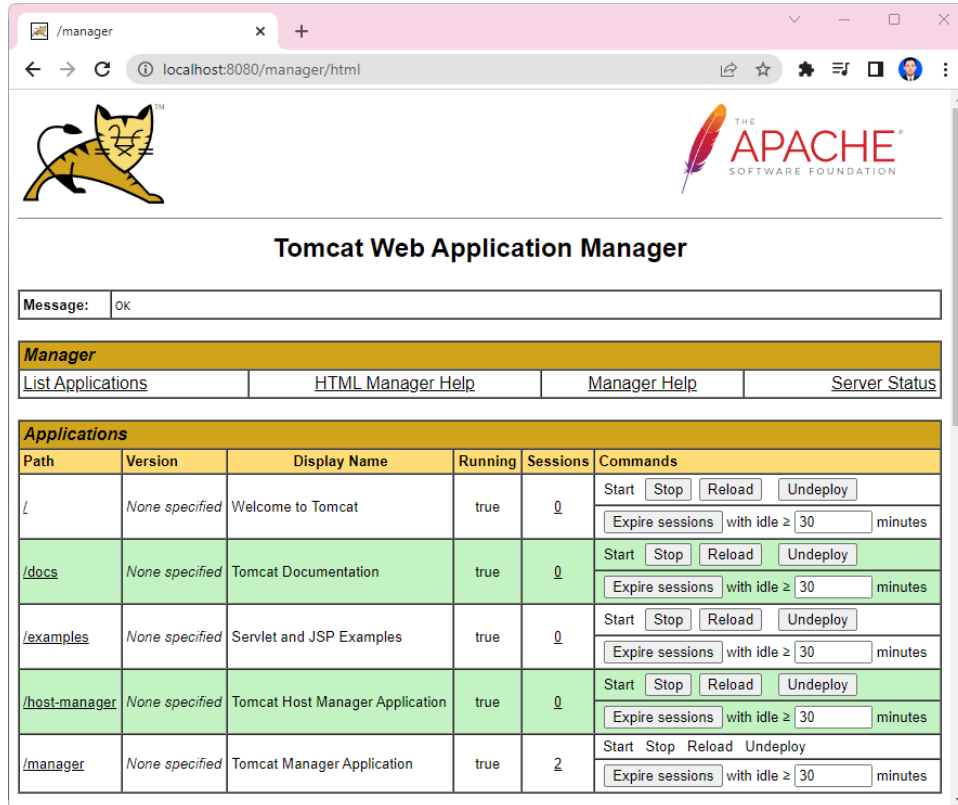 /manager
localhost:8080/manager/html
TM
THE
APACHE®
SOFTWARE FOUNDATION
Tomcat Web Application Manager
Message: OK
Manager
List Applications HTML Manager Help Manager Help Server Status
Applications
Path Version Display Name Running Sessions Commands
/ None specified Welcome to Tomcat true 0 Start Stop Reload Undeploy
Expire sessions with idle ≥ 30 minutes
/docs None specified Tomcat Documentation true 0 Start Stop Reload Undeploy
Expire sessions with idle ≥ 30 minutes
/examples None specified Servlet and JSP Examples true 0 Start Stop Reload Undeploy
Expire sessions with idle ≥ 30 minutes
/host-manager None specified Tomcat Host Manager Application true 0 Start Stop Reload Undeploy
Expire sessions with idle ≥ 30 minutes
/manager None specified Tomcat Manager Application true 2 Start Stop Reload Undeploy
Expire sessions with idle ≥ 30 minutes